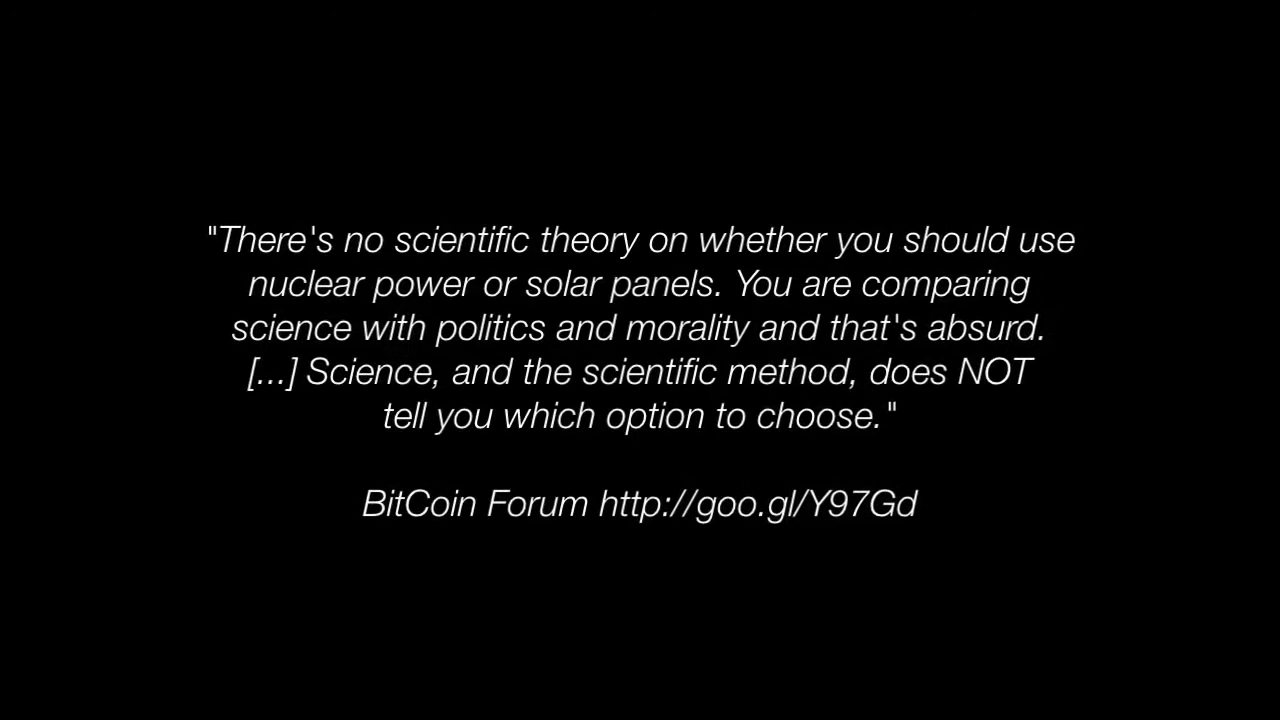 "There's no scientific theory on whether you should use
nuclear power or solar panels. You are comparing
science with politics and morality and that's absurd.
[...] Science, and the scientific method, does NOT
tell you which option to choose."
BitCoin Forum http://goo.gl/Y97Gd